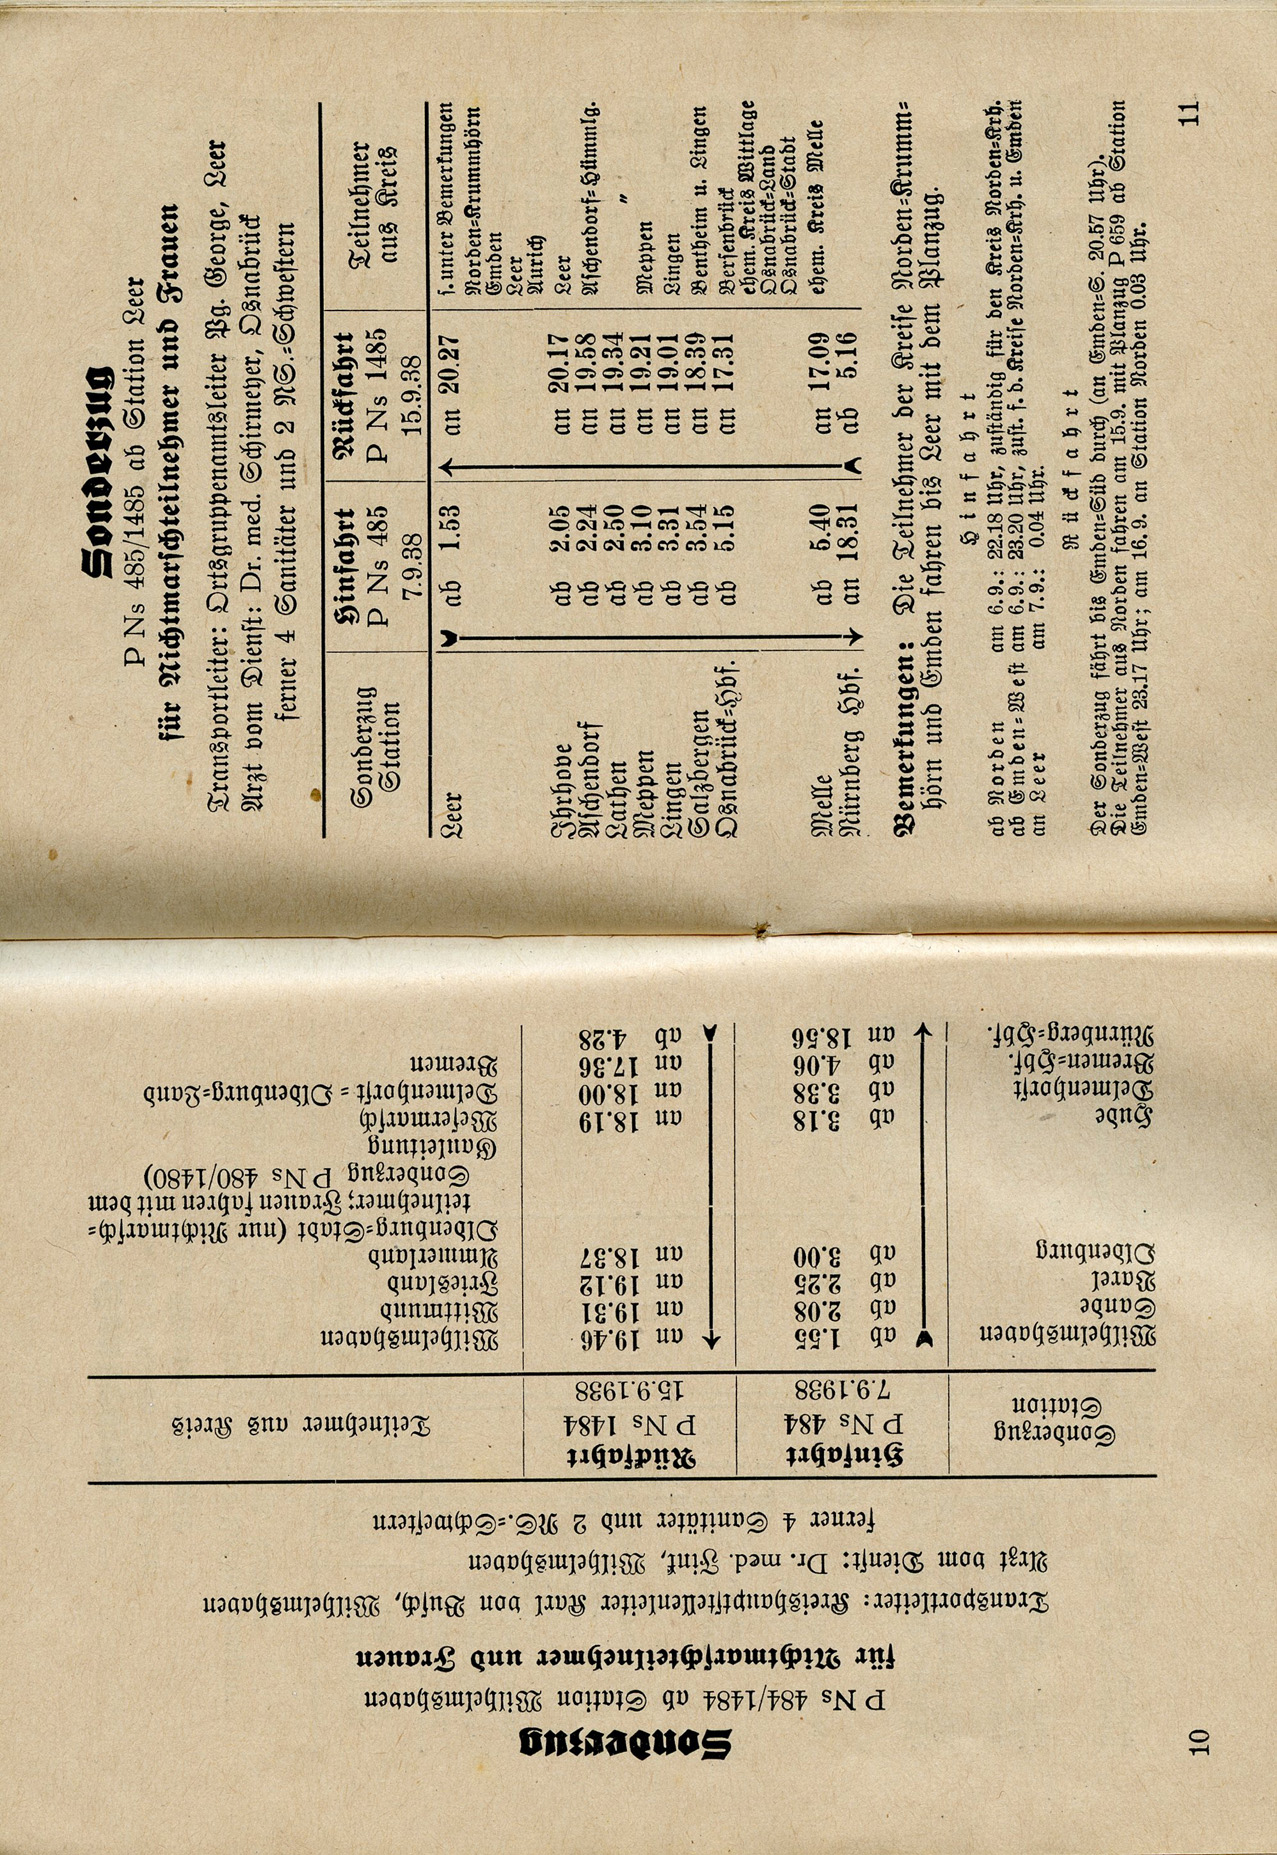 Sonderzug
P Ns 484/1484 ab Station Wilhelmshaven
für Nichtmarschteilnehmer und Frauen
Transportleiter: Kreishauptstellenleiter Karl von Busch, Wilhelmshaven
Arzt vom Dienst: Dr. med. Fink, Wilhelmshaven
ferner 4 Sanitäter und 2 NS.=Schwestern
Sonderzug Station | Hinfahrt P Ns 484 7.9.1938 | Rückfahrt P Ns 1484 15.9.1938 | Teilnehmer aus Kreis
Wilhelmshaven ab 1.55 an 19.46 Wilhelmshaven
Sande ab 2.08 an 19.31 Wittmund
Varel ab 2.25 an 19.12 Friesland
Oldenburg ab 3.00 an 18.37 Ammerland
Oldenburg=Stadt (nur Nichtmarsch=
teilnehmer; Frauen fahren mit dem
Sonderzug P Ns 480/1480)
Gauleitung
Hude ab 3.18 an 18.19 Wesermarsch
Delmenhorst ab 3.38 an 18.00 Delmenhorst = Oldenburg=Land
Bremen=Hbf. ab 4.06 an 17.36 Bremen
Nürnberg=Hbf. an 18.56 ab 4.28
10
Sonderzug
P Ns 485/1485 ab Station Leer
für Nichtmarschteilnehmer und Frauen
Transportleiter: Ortsgruppenamtsleiter Pg. George, Leer
Arzt vom Dienst: Dr. med. Schirmeyer, Osnabrück
ferner 4 Sanitäter und 2 NS.=Schwestern
Sonderzug Station | Hinfahrt P Ns 485 7.9.38 | Rückfahrt P Ns 1485 15.9.38 | Teilnehmer aus Kreis
Leer ab 1.53 an 20.27 s. unter Bemerkungen
Norden=Krummhörn
Emden
Leer
Aurich
Ihrhove ab 2.05 an 20.17 Leer
Aschendorf ab 2.24 an 19.58 Aschendorf=Hümmlg.
Lathen ab 2.50 an 19.34 "
Meppen ab 3.10 an 19.21 Meppen
Lingen ab 3.31 an 19.01 Lingen
Salzbergen ab 3.54 an 18.39 Bentheim u. Lingen
Osnabrück=Hbf. ab 5.15 an 17.31 Bersenbrück
ehem. Kreis Wittlage
Osnabrück=Land
Osnabrück=Stadt
Melle ab 5.40 an 17.09 ehem. Kreis Melle
Nürnberg Hbf. an 18.31 ab 5.16
Bemerkungen: Die Teilnehmer der Kreise Norden=Krumm=
hörn und Emden fahren bis Leer mit dem Planzug.
Hinfahrt
ab Norden am 6.9.: 22.18 Uhr, zuständig für den Kreis Norden=Krh.
ab Emden=West am 6.9.: 23.20 Uhr, zust. f. d. Kreise Norden=Krh. u. Emden
an Leer am 7.9.: 0.04 Uhr.
Rückfahrt
Der Sonderzug fährt bis Emden=Süd durch (an Emden=S. 20.57 Uhr).
Die Teilnehmer aus Norden fahren am 15.9. mit Planzug P 659 ab Station
Emden=West 23.17 Uhr; am 16.9. an Station Norden 0.03 Uhr.
11